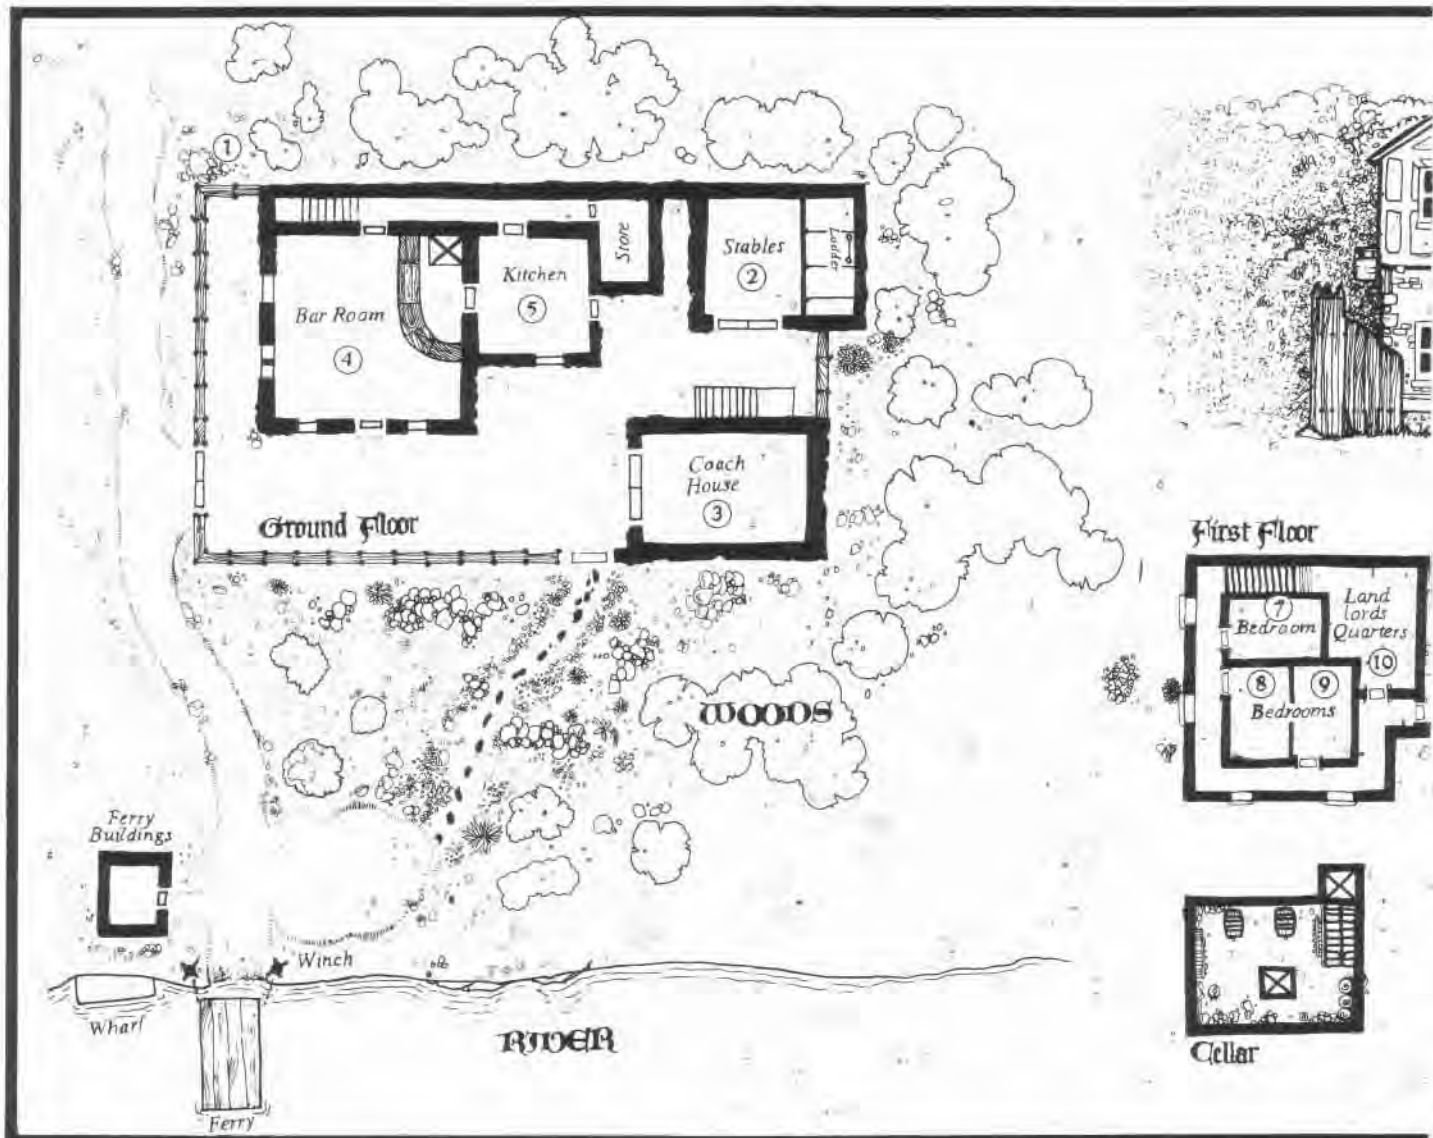 1
Stables
2
Ladder
Store
Kitchen
5
Bar Room
4
Coach
House
3
Ground Floor
First Floor
7
Bedroom
Land
lords
Quarters
10
8
9
Bedrooms
WOODS
Ferry
Buildings
Winch
Wharf
RIVER
Ferry
Cellar